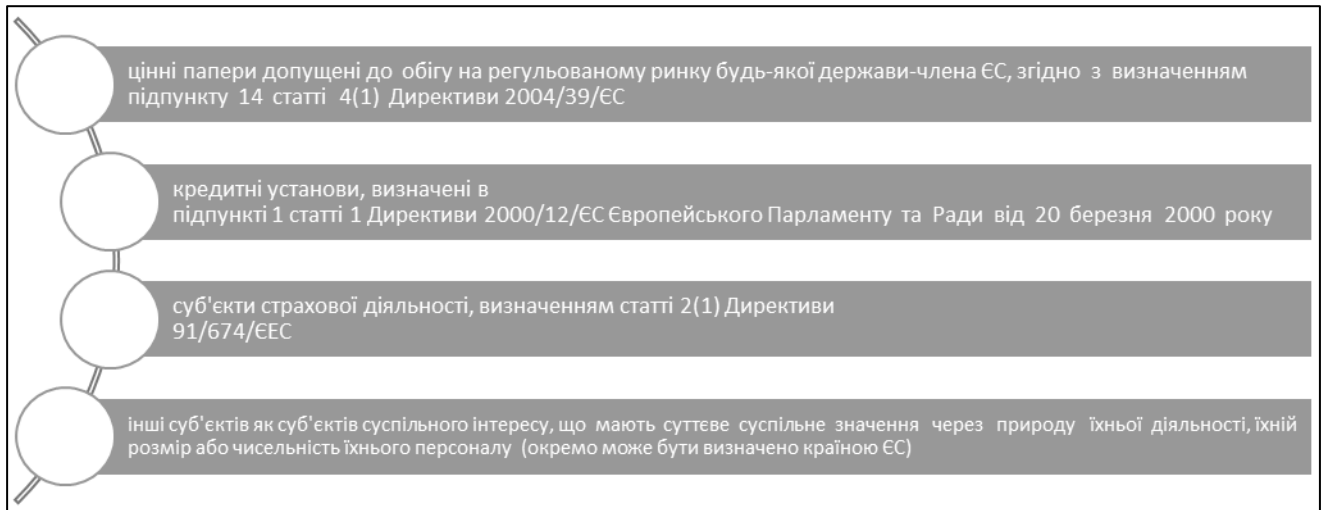 цінні папери допущені до обігу на регульованому ринку будь-якої держави-члена ЄС, згідно з визначенням
підпункту 14 статті 4(1) Директиви 2004/39/ЄС
кредитні установи, визначені в
підпункті 1 статті 1 Директиви 2000/12/ЄС Європейського Парламенту та Ради від 20 березня 2000 року
суб'єкти страхової діяльності, визначенням статті 2(1) Директиви
91/674/ЄЕС
інші суб'єктів як суб'єктів суспільного інтересу, що мають суттєве суспільне значення через природу їхньої діяльності, їхній
розмір або чисельність їхнього персоналу (окремо може бути визначено країною ЄС)